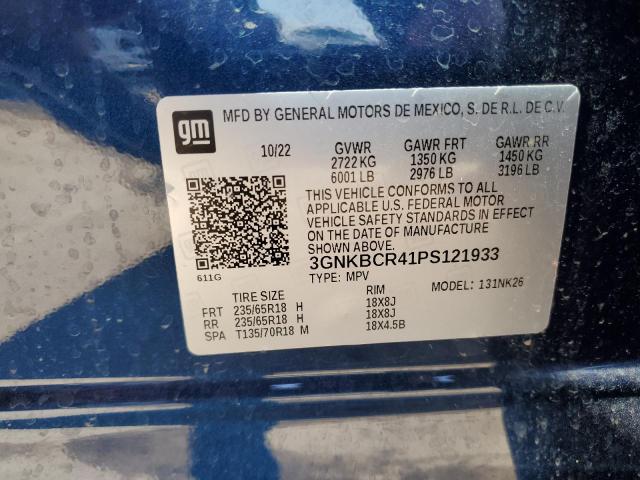 gm MFD BY GENERAL MOTORS DE MEXICO, S. DE R.L. DE C.V.
10/22 GVWR GAWR FRT GAWR RR
2722 KG 1350 KG 1450 KG
6001 LB 2976 LB 3196 LB
THIS VEHICLE CONFORMS TO ALL
APPLICABLE U.S. FEDERAL MOTOR
VEHICLE SAFETY STANDARDS IN EFFECT
ON THE DATE OF MANUFACTURE
SHOWN ABOVE.
3GNKBCR41PS121933
611G TYPE: MPV MODEL: 131NK26
TIRE SIZE RIM
FRT 235/65R18 H 18X8J
RR 235/65R18 H 18X8J
SPA T135/70R18 M 18X4.5B